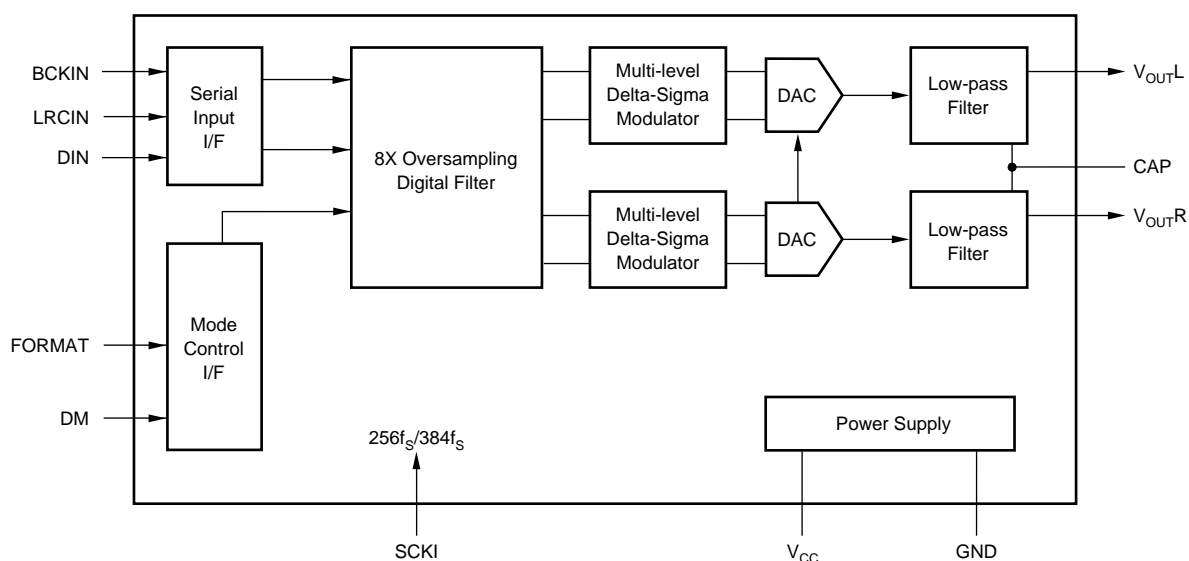 BCKIN
LRCIN
DIN
Serial
Input
I/F
8X Oversampling
Digital Filter
Multi-level
Delta-Sigma
Modulator
DAC
Low-pass
Filter
VOUTL
CAP
Multi-level
Delta-Sigma
Modulator
DAC
Low-pass
Filter
VOUTR
FORMAT
DM
Mode
Control
I/F
256fS/384fS
SCKI
Power Supply
VCC
GND